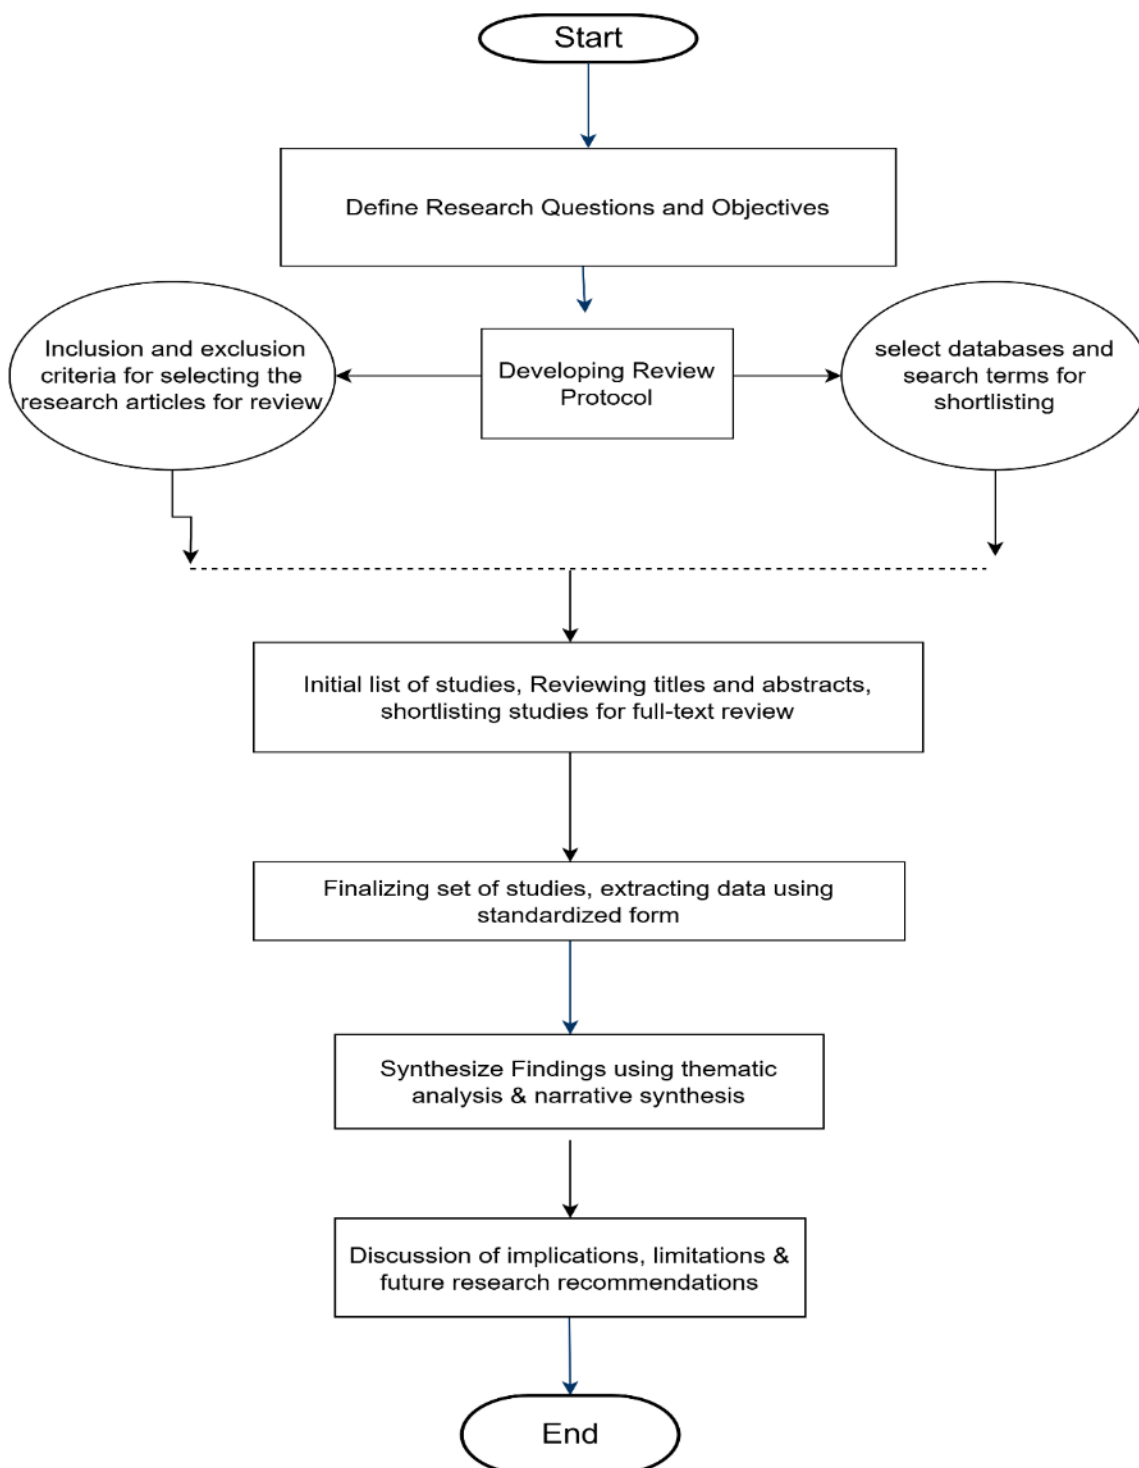 Start
Define Research Questions and Objectives
Inclusion and exclusion
criteria for selecting the
research articles for review
Developing Review
Protocol
select databases and
search terms for
shortlisting
Initial list of studies, Reviewing titles and abstracts,
shortlisting studies for full-text review
Finalizing set of studies, extracting data using
standardized form
Synthesize Findings using thematic
analysis & narrative synthesis
Discussion of implications, limitations &
future research recommendations
End